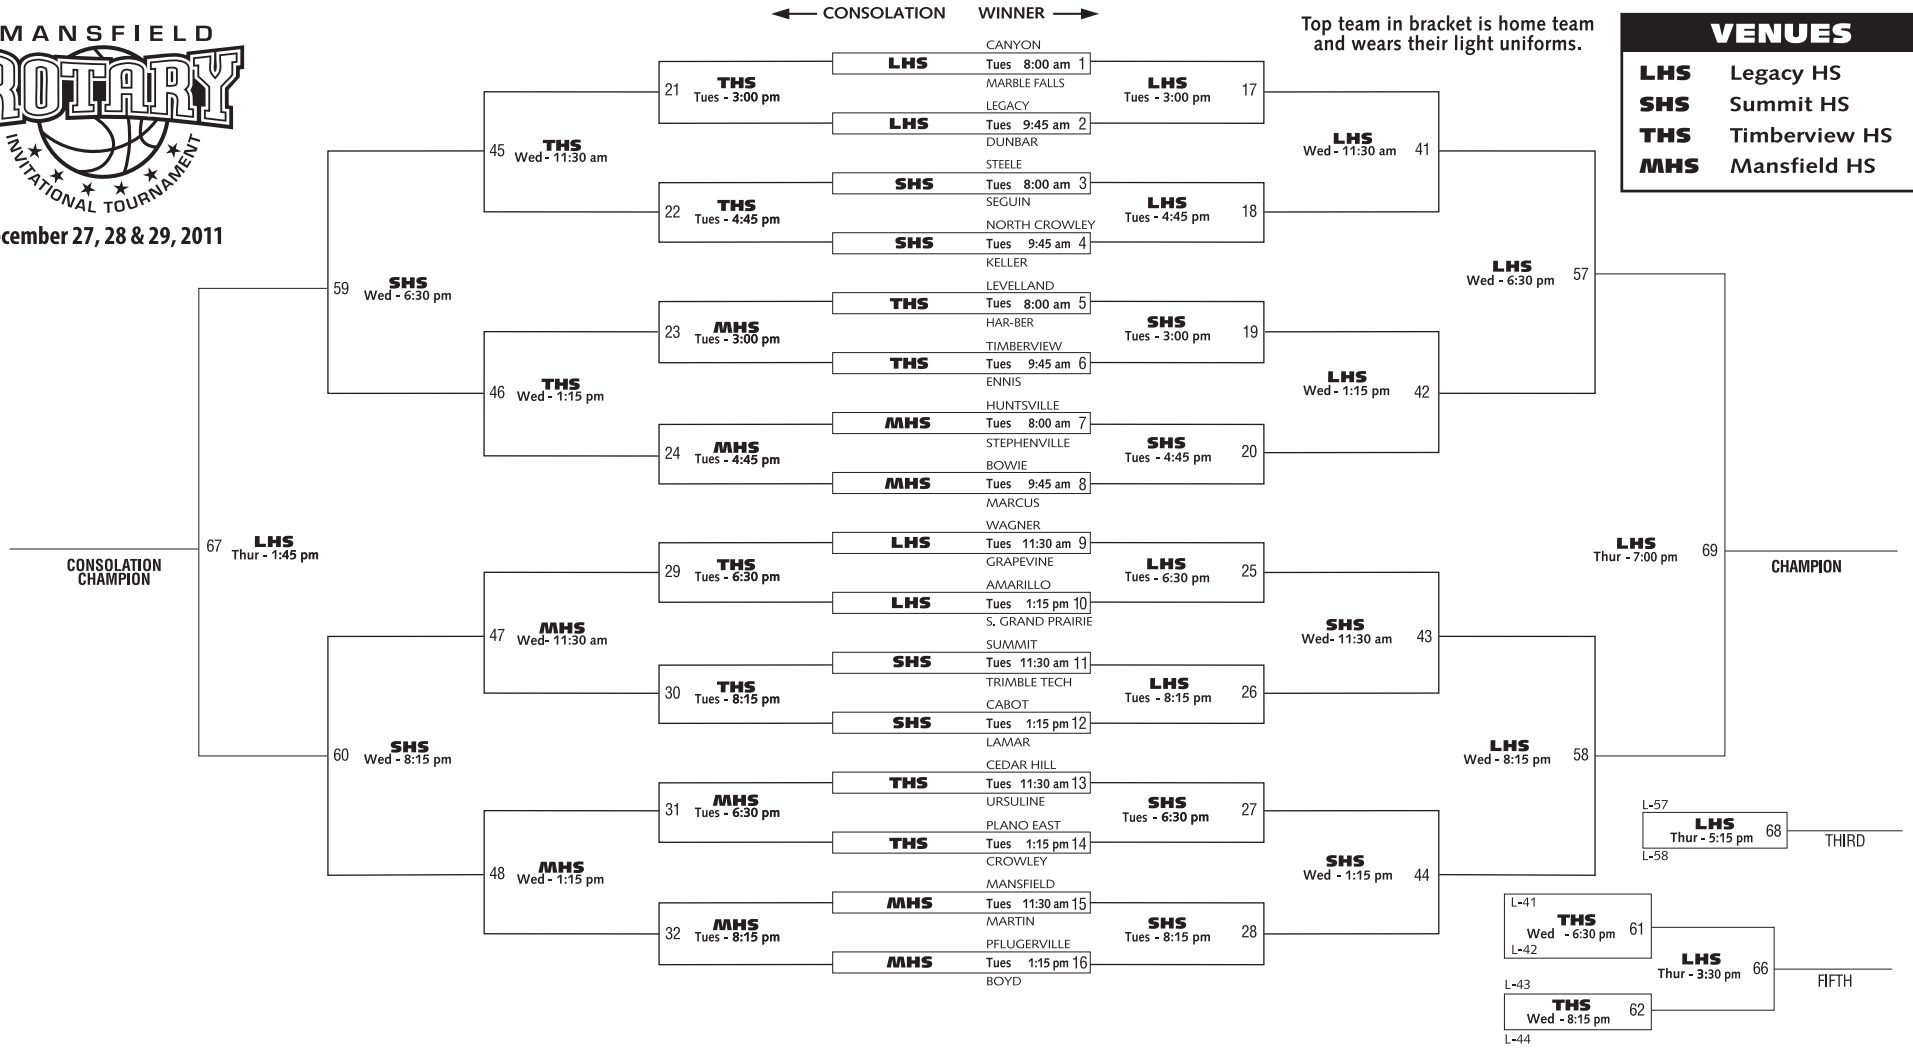 CONSOLATION WINNER
MANSFIELD
ROTARY
INVITATIONAL TOURNAMENT
cember 27, 28 & 29, 2011
Top team in bracket is home team
and wears their light uniforms.
VENUES
LHS Legacy HS
SHS Summit HS
THS Timberview HS
MHS Mansfield HS
CANYON
LHS Tues 8:00 am 1
MARBLE FALLS
LEGACY
LHS Tues 9:45 am 2
DUNBAR
STEELE
SHS Tues 8:00 am 3
SEGUIN
NORTH CROWLEY
SHS Tues 9:45 am 4
KELLER
LEVELLAND
THS Tues 8:00 am 5
HAR-BER
TIMBERVIEW
THS Tues 9:45 am 6
ENNIS
HUNTSVILLE
MHS Tues 8:00 am 7
STEPHENVILLE
BOWIE
MHS Tues 9:45 am 8
MARCUS
WAGNER
LHS Tues 11:30 am 9
GRAPEVINE
AMARILLO
LHS Tues 1:15 pm 10
S. GRAND PRAIRIE
SUMMIT
SHS Tues 11:30 am 11
TRIMBLE TECH
CABOT
SHS Tues 1:15 pm 12
LAMAR
CEDAR HILL
THS Tues 11:30 am 13
URSULINE
PLANO EAST
THS Tues 1:15 pm 14
CROWLEY
MANSFIELD
MHS Tues 11:30 am 15
MARTIN
PFLUGERVILLE
MHS Tues 1:15 pm 16
BOYD
21 THS
Tues - 3:00 pm
22 THS
Tues - 4:45 pm
23 MHS
Tues - 3:00 pm
24 MHS
Tues - 4:45 pm
29 THS
Tues - 6:30 pm
30 THS
Tues - 8:15 pm
31 MHS
Tues - 6:30 pm
32 MHS
Tues - 8:15 pm
45 THS
Wed - 11:30 am
46 THS
Wed - 1:15 pm
47 MHS
Wed- 11:30 am
48 MHS
Wed - 1:15 pm
59 SHS
Wed - 6:30 pm
60 SHS
Wed - 8:15 pm
67 LHS
Thur - 1:45 pm
CONSOLATION
CHAMPION
LHS 17
Tues - 3:00 pm
LHS 18
Tues - 4:45 pm
SHS 19
Tues - 3:00 pm
SHS 20
Tues - 4:45 pm
LHS 25
Tues - 6:30 pm
LHS 26
Tues - 8:15 pm
SHS 27
Tues - 6:30 pm
SHS 28
Tues - 8:15 pm
LHS 41
Wed - 11:30 am
LHS 42
Wed - 1:15 pm
SHS 43
Wed- 11:30 am
SHS 44
Wed - 1:15 pm
LHS 57
Wed - 6:30 pm
LHS 58
Wed - 8:15 pm
LHS 69
Thur - 7:00 pm
CHAMPION
L-57
LHS 68
Thur - 5:15 pm
L-58
THIRD
L-41
THS 61
Wed - 6:30 pm
L-42
L-43
THS 62
Wed - 8:15 pm
L-44
LHS 66
Thur - 3:30 pm
FIFTH